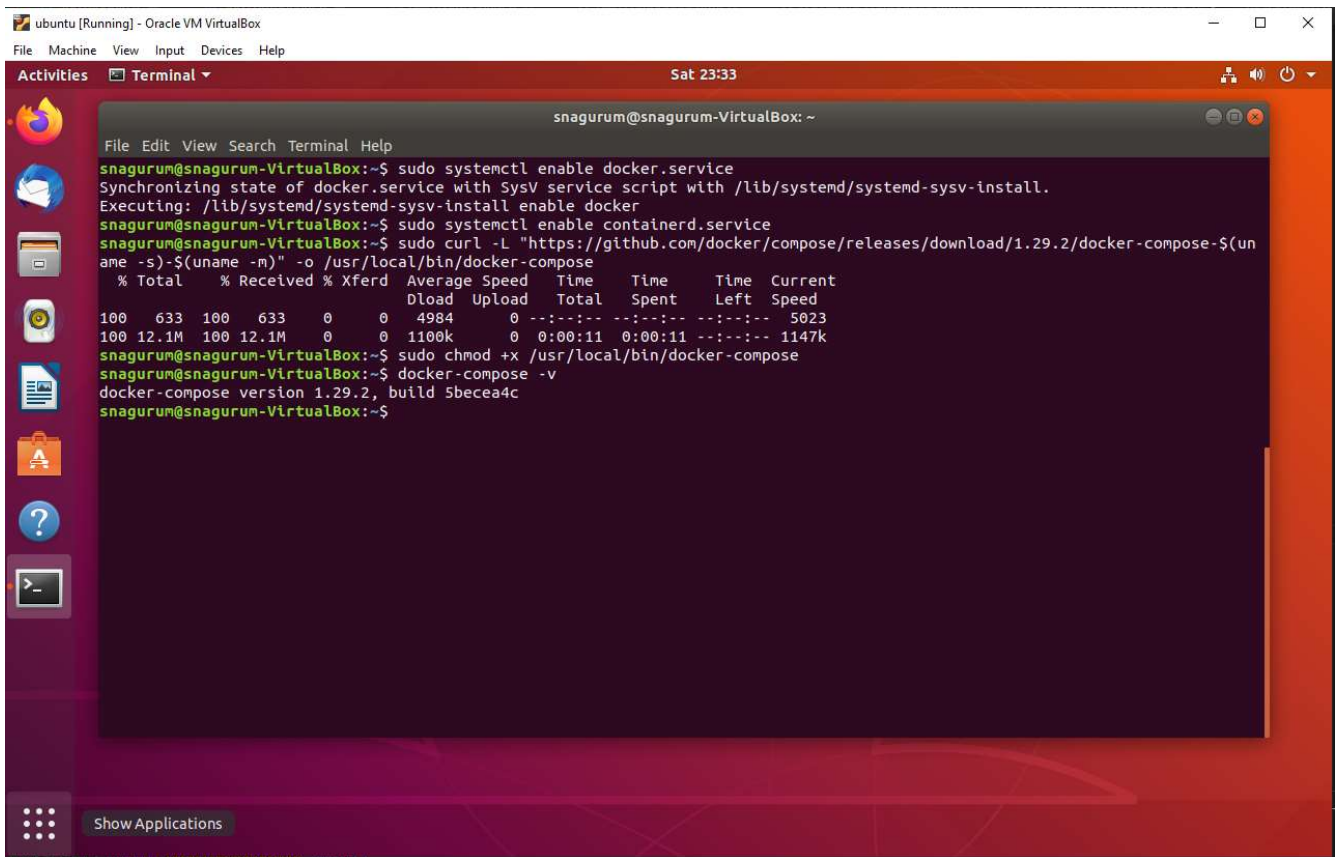 ubuntu [Running] - Oracle VM VirtualBox
File Machine View Input Devices Help
Activities Terminal Sat 23:33
snagurum@snagurum-VirtualBox: ~
File Edit View Search Terminal Help
snagurum@snagurum-VirtualBox:~$ sudo systemctl enable docker.service
Synchronizing state of docker.service with SysV service script with /lib/systemd/systemd-sysv-install.
Executing: /lib/systemd/systemd-sysv-install enable docker
snagurum@snagurum-VirtualBox:~$ sudo systemctl enable containerd.service
snagurum@snagurum-VirtualBox:~$ sudo curl -L "https://github.com/docker/compose/releases/download/1.29.2/docker-compose-$(un
ame -s)-$(uname -m)" -o /usr/local/bin/docker-compose
  % Total    % Received % Xferd  Average Speed   Time    Time     Time  Current
                                 Dload  Upload   Total   Spent    Left  Speed
100   633  100   633    0     0   4984      0 --:--:-- --:--:-- --:--:--  5023
100 12.1M  100 12.1M    0     0  1100k      0  0:00:11  0:00:11 --:--:-- 1147k
snagurum@snagurum-VirtualBox:~$ sudo chmod +x /usr/local/bin/docker-compose
snagurum@snagurum-VirtualBox:~$ docker-compose -v
docker-compose version 1.29.2, build 5becea4c
snagurum@snagurum-VirtualBox:~$
Show Applications